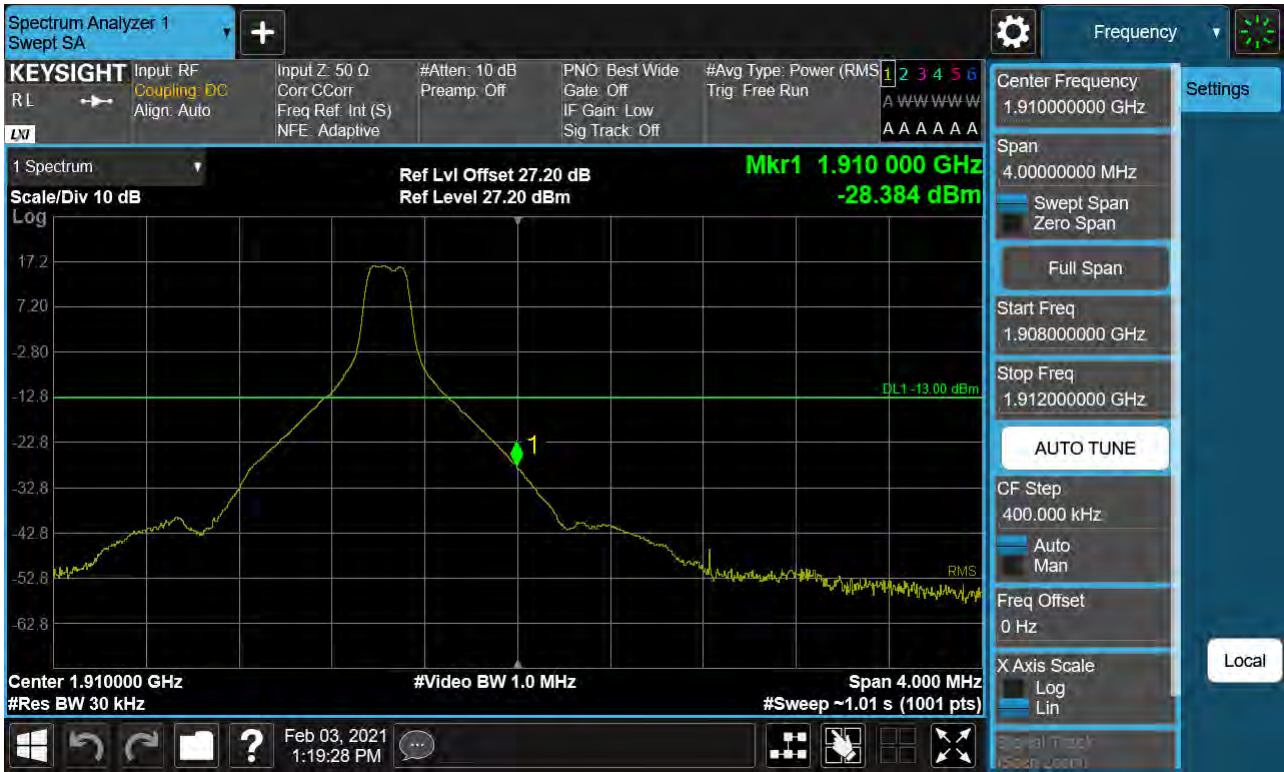 Spectrum Analyzer 1
Swept SA
+
Frequency
KEYSIGHT
RL
LXI
Input: RF
Coupling: DC
Align: Auto
Input Z: 50 Ω
Corr CCorr
Freq Ref: Int (S)
NFE: Adaptive
#Atten: 10 dB
Preamp: Off
PNO: Best Wide
Gate: Off
IF Gain: Low
Sig Track: Off
#Avg Type: Power (RMS
Trig: Free Run
1 2 3 4 5 6
A W W W W W
A A A A A A
1 Spectrum
Scale/Div 10 dB
Log
Ref Lvl Offset 27.20 dB
Ref Level 27.20 dBm
Mkr1 1.910 000 GHz
-28.384 dBm
17.2
7.20
-2.80
-12.8
-22.8
-32.8
-42.8
-52.8
-62.8
DL1 -13.00 dBm
1
RMS
Center 1.910000 GHz
#Res BW 30 kHz
#Video BW 1.0 MHz
Span 4.000 MHz
#Sweep ~1.01 s (1001 pts)
Center Frequency
1.910000000 GHz
Span
4.00000000 MHz
Swept Span
Zero Span
Full Span
Start Freq
1.908000000 GHz
Stop Freq
1.912000000 GHz
AUTO TUNE
CF Step
400.000 kHz
Auto
Man
Freq Offset
0 Hz
X Axis Scale
Log
Lin
Signal Track
(Span Zoom)
Settings
Local
?
Feb 03, 2021
1:19:28 PM